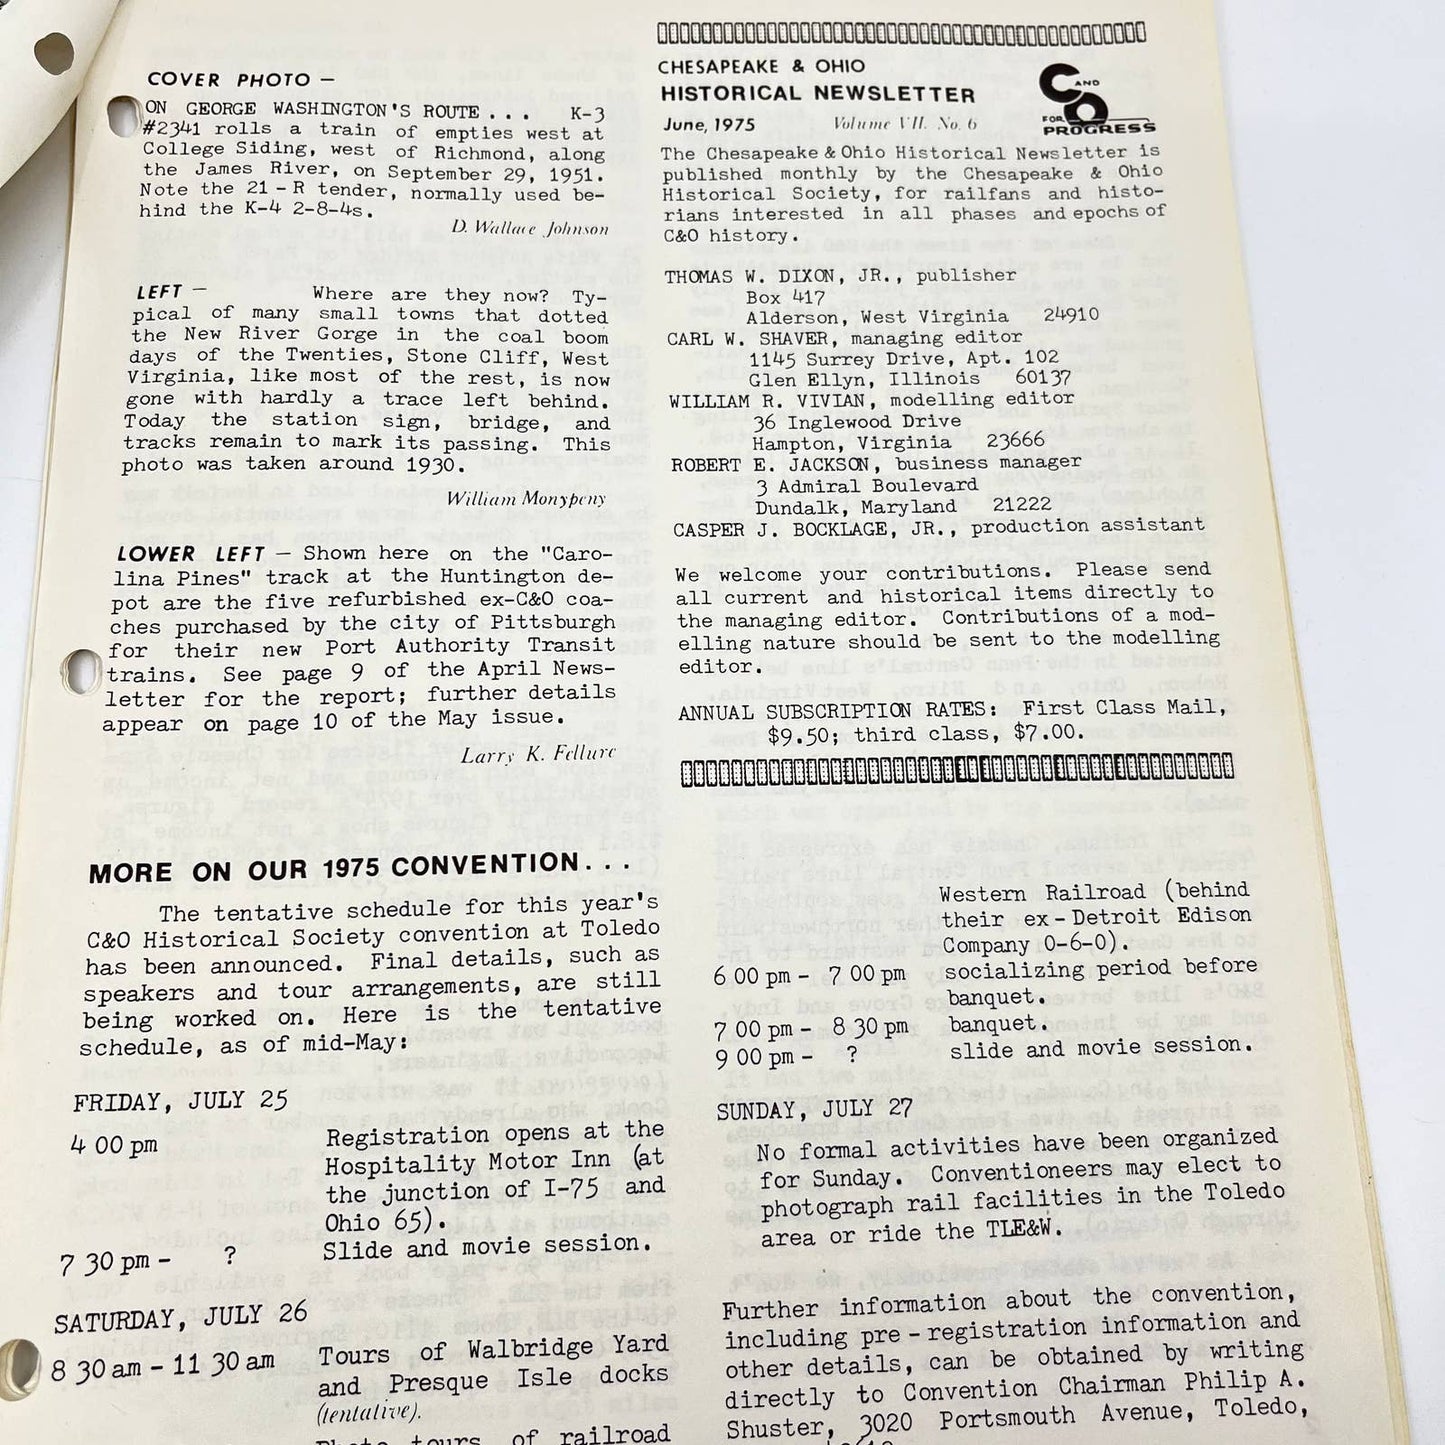 COVER PHOTO —
ON GEORGE WASHINGTON'S ROUTE... K-3
#2341 rolls a train of empties west at
College Siding, west of Richmond, along
the James River, on September 29, 1951.
Note the 21-R tender, normally used be-
hind the K-4 2-8-4s.
D. Wallace Johnson
LEFT — Where are they now? Ty-
pical of many small towns that dotted
the New River Gorge in the coal boom
days of the Twenties, Stone Cliff, West
Virginia, like most of the rest, is now
gone with hardly a trace left behind.
Today the station sign, bridge, and
tracks remain to mark its passing. This
photo was taken around 1930.
William Monypeny
LOWER LEFT — Shown here on the "Caro-
lina Pines" track at the Huntington de-
pot are the five refurbished ex-C&O coa-
ches purchased by the city of Pittsburgh
for their new Port Authority Transit
trains. See page 9 of the April News-
letter for the report; further details
appear on page 10 of the May issue.
Larry K. Fellure
CHESAPEAKE & OHIO
HISTORICAL NEWSLETTER
June, 1975 Volume VII. No. 6
C AND O
FOR PROGRESS
The Chesapeake & Ohio Historical Newsletter is
published monthly by the Chesapeake & Ohio
Historical Society, for railfans and histo-
rians interested in all phases and epochs of
C&O history.
THOMAS W. DIXON, JR., publisher
Box 417
Alderson, West Virginia 24910
CARL W. SHAVER, managing editor
1145 Surrey Drive, Apt. 102
Glen Ellyn, Illinois 60137
WILLIAM R. VIVIAN, modelling editor
36 Inglewood Drive
Hampton, Virginia 23666
ROBERT E. JACKSON, business manager
3 Admiral Boulevard
Dundalk, Maryland 21222
CASPER J. BOCKLAGE, JR., production assistant
We welcome your contributions. Please send
all current and historical items directly to
the managing editor. Contributions of a mod-
elling nature should be sent to the modelling
editor.
ANNUAL SUBSCRIPTION RATES: First Class Mail,
$9.50; third class, $7.00.
MORE ON OUR 1975 CONVENTION...
The tentative schedule for this year's
C&O Historical Society convention at Toledo
has been announced. Final details, such as
speakers and tour arrangements, are still
being worked on. Here is the tentative
schedule, as of mid-May:
FRIDAY, JULY 25
4 00 pm Registration opens at the
Hospitality Motor Inn (at
the junction of I-75 and
Ohio 65).
7 30 pm - ? Slide and movie session.
SATURDAY, JULY 26
8 30 am - 11 30 am Tours of Walbridge Yard
and Presque Isle docks
(tentative).
Photo tours of railroad
Western Railroad (behind
their ex-Detroit Edison
Company 0-6-0).
6 00 pm - 7 00 pm socializing period before
banquet.
7 00 pm - 8 30 pm banquet.
9 00 pm - ? slide and movie session.
SUNDAY, JULY 27
No formal activities have been organized
for Sunday. Conventioneers may elect to
photograph rail facilities in the Toledo
area or ride the TLE&W.
Further information about the convention,
including pre-registration information and
other details, can be obtained by writing
directly to Convention Chairman Philip A.
Shuster, 3020 Portsmouth Avenue, Toledo,